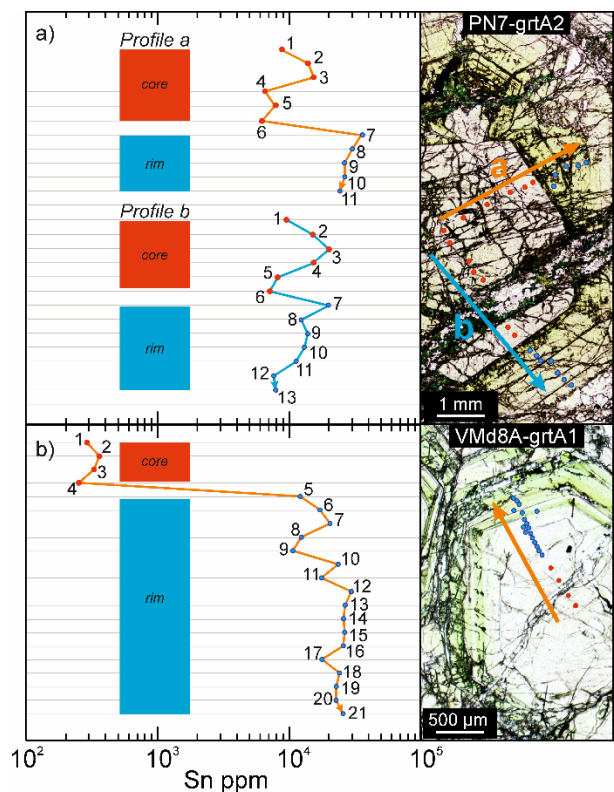 a)
Profile a
core
rim
1
2
3
4
5
6
7
8
9
10
11
Profile b
core
rim
1
2
3
4
5
6
7
8
9
10
11
12
13
PN7-grtA2
a
b
1 mm
b)
core
rim
1
2
3
4
5
6
7
8
9
10
11
12
13
14
15
16
17
18
19
20
21
VMd8A-grtA1
500 µm
10² 10³ 10⁴ 10⁵
Sn ppm